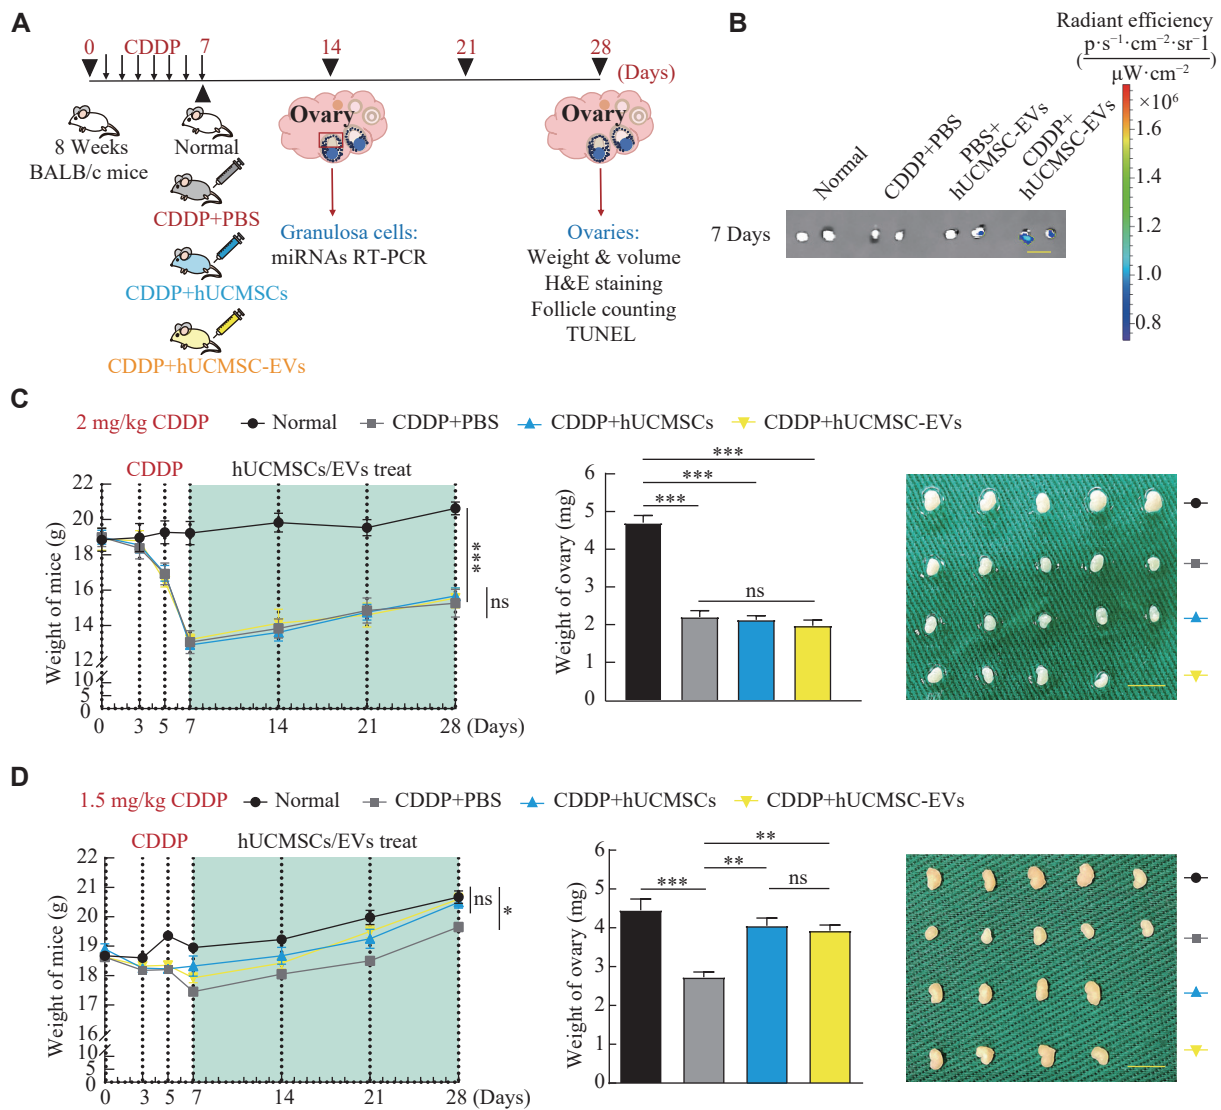 A
0 CDDP 7 14 21 28
(Days)
8 Weeks
BALB/c mice
Normal
CDDP+PBS
CDDP+hUCMSCs
CDDP+hUCMSC-EVs
Ovary
Granulosa cells:
miRNAs RT-PCR
Ovary
Ovaries:
Weight & volume
H&E staining
Follicle counting
TUNEL
B
Radiant efficiency
(p·s⁻¹·cm⁻²·sr⁻¹
μW·cm⁻²)
×10⁶
1.6
1.4
1.2
1.0
0.8
Normal
CDDP+PBS
PBS+
hUCMSC-EVs
CDDP+
hUCMSC-EVs
7 Days
C
2 mg/kg CDDP Normal CDDP+PBS CDDP+hUCMSCs CDDP+hUCMSC-EVs
CDDP hUCMSCs/EVs treat
Weight of mice (g)
22
20
18
16
14
12
10
5
0
0 3 5 7 14 21 28 (Days)
***
ns
Weight of ovary (mg)
6
5
4
3
2
1
0
***
***
***
ns
D
1.5 mg/kg CDDP Normal CDDP+PBS CDDP+hUCMSCs CDDP+hUCMSC-EVs
CDDP hUCMSCs/EVs treat
Weight of mice (g)
22
21
20
19
18
17
16
10
5
0
0 3 5 7 14 21 28 (Days)
ns
*
Weight of ovary (mg)
6
5
4
3
2
1
0
**
**
***
ns